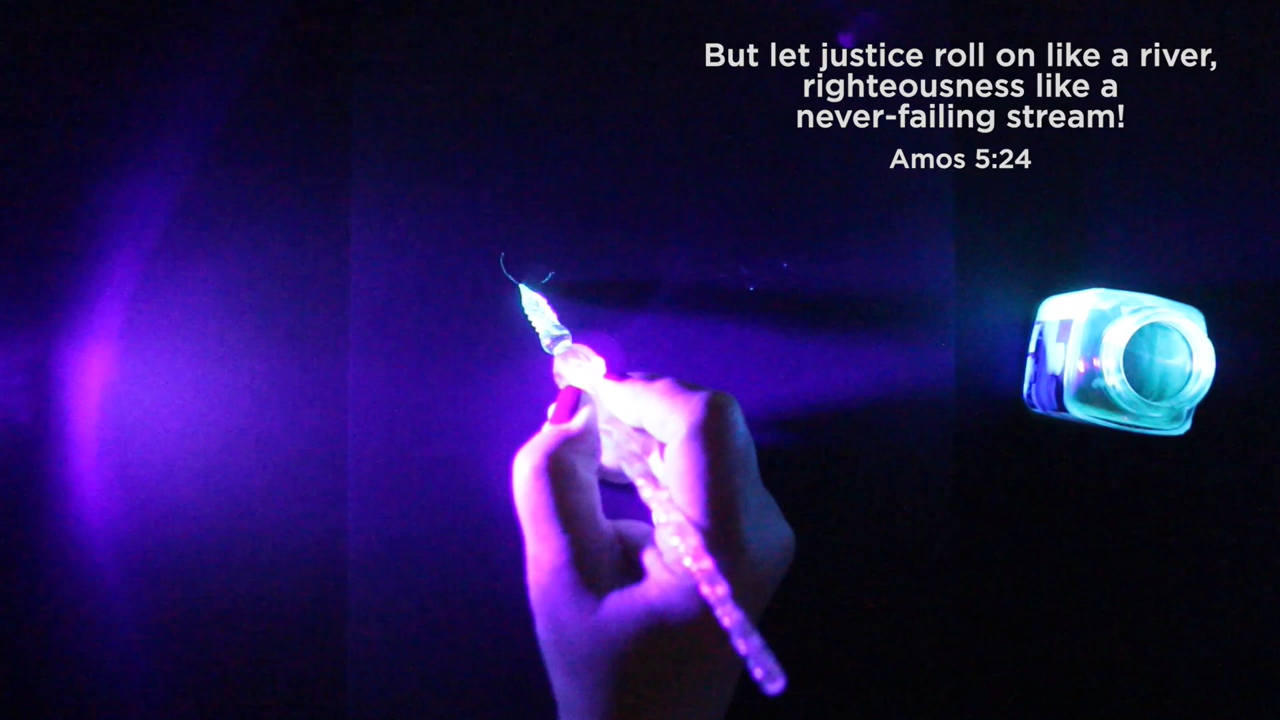 But let justice roll on like a river,
righteousness like a
never-failing stream!
Amos 5:24